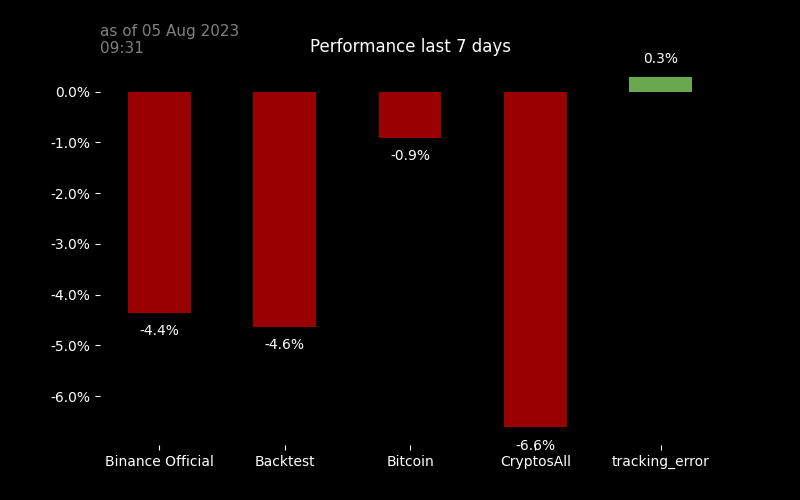 as of 05 Aug 2023
09:31
Performance last 7 days
0.3%
0.0%
-1.0%
-0.9%
-2.0%
-3.0%
-4.0%
-4.4%
-4.6%
-5.0%
-6.0%
-6.6%
Binance Official
Backtest
Bitcoin
CryptosAll
tracking_error